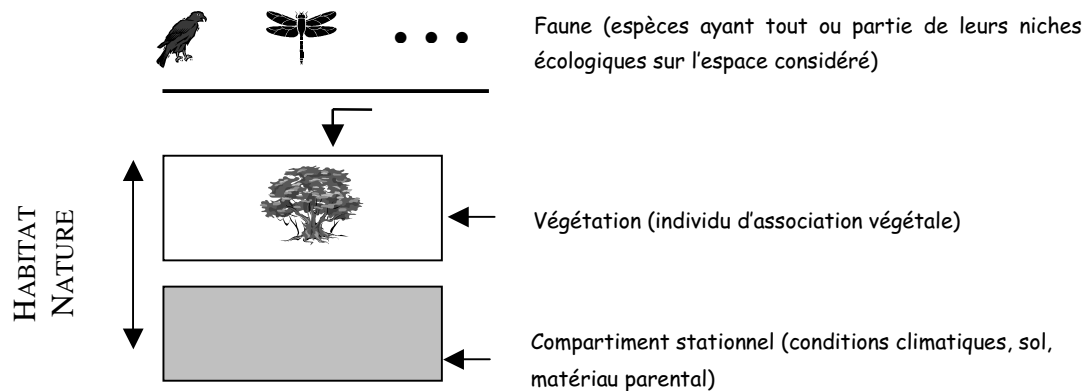 Faune (espèces ayant tout ou partie de leurs niches
écologiques sur l'espace considéré)
HABITAT
NATURE
Végétation (individu d'association végétale)
Compartiment stationnel (conditions climatiques, sol,
matériau parental)